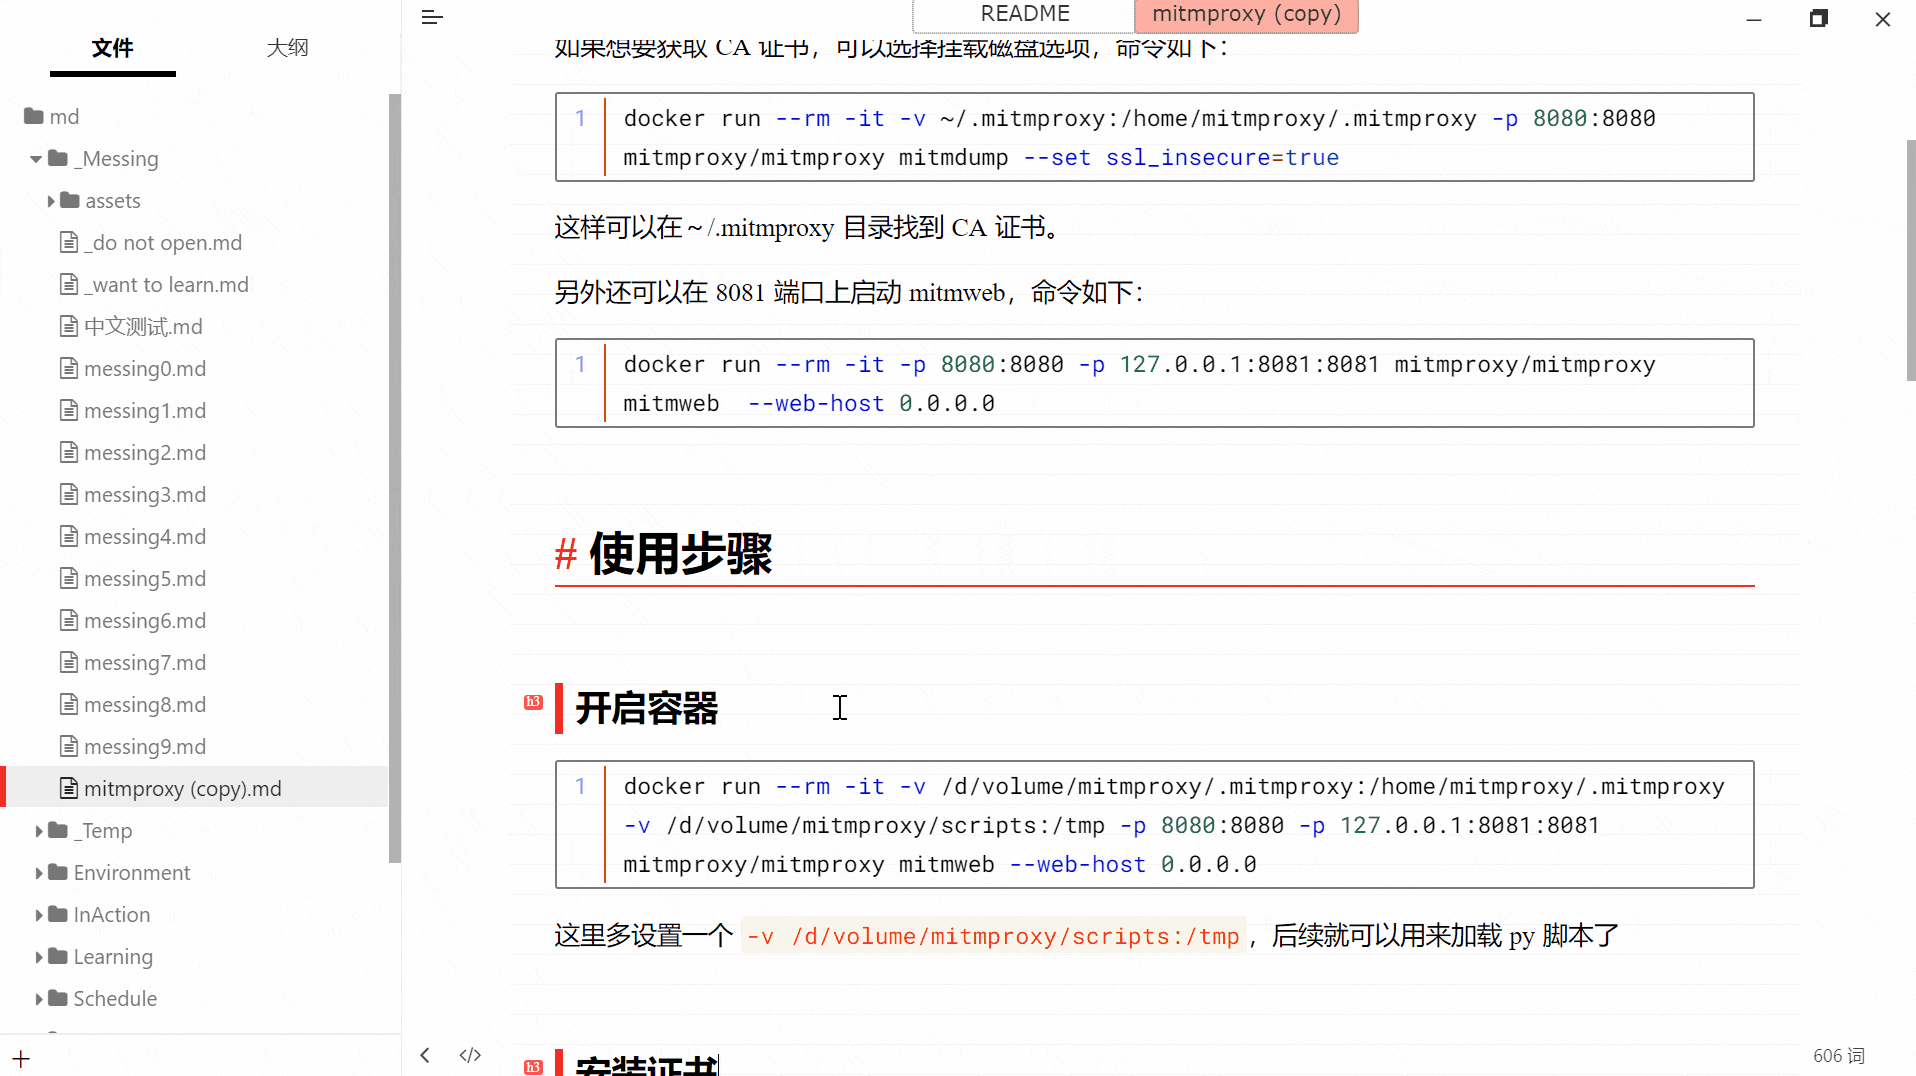 文件
大纲
md
_Messing
assets
_do not open.md
_want to learn.md
中文测试.md
messing0.md
messing1.md
messing2.md
messing3.md
messing4.md
messing5.md
messing6.md
messing7.md
messing8.md
messing9.md
mitmproxy (copy).md
_Temp
Environment
InAction
Learning
Schedule
README
mitmproxy (copy)
如果想要获取 CA 证书，可以选择挂载磁盘选项，命令如下：
1
docker run --rm -it -v ~/.mitmproxy:/home/mitmproxy/.mitmproxy -p 8080:8080
mitmproxy/mitmproxy mitmdump --set ssl_insecure=true
这样可以在 ~ /.mitmproxy 目录找到 CA 证书。
另外还可以在 8081 端口上启动 mitmweb，命令如下：
1
docker run --rm -it -p 8080:8080 -p 127.0.0.1:8081:8081 mitmproxy/mitmproxy
mitmweb  --web-host 0.0.0.0
# 使用步骤
h3
开启容器
1
docker run --rm -it -v /d/volume/mitmproxy/.mitmproxy:/home/mitmproxy/.mitmproxy
-v /d/volume/mitmproxy/scripts:/tmp -p 8080:8080 -p 127.0.0.1:8081:8081
mitmproxy/mitmproxy mitmweb --web-host 0.0.0.0
这里多设置一个 -v /d/volume/mitmproxy/scripts:/tmp ，后续就可以用来加载 py 脚本了
h3
安装证书
</>
606 词